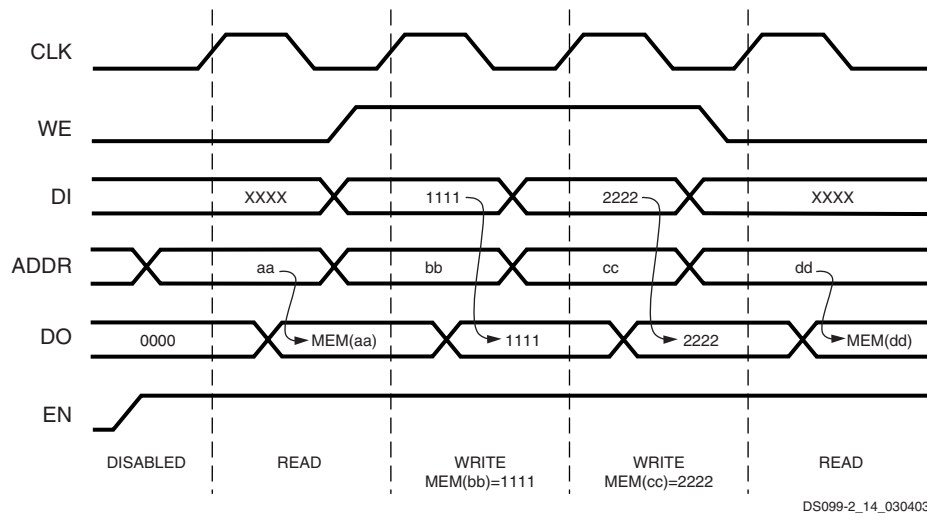 CLK
WE
DI XXXX 1111 2222 XXXX
ADDR aa bb cc dd
DO 0000 MEM(aa) 1111 2222 MEM(dd)
EN
DISABLED READ WRITE WRITE READ
MEM(bb)=1111 MEM(cc)=2222
DS099-2_14_030403